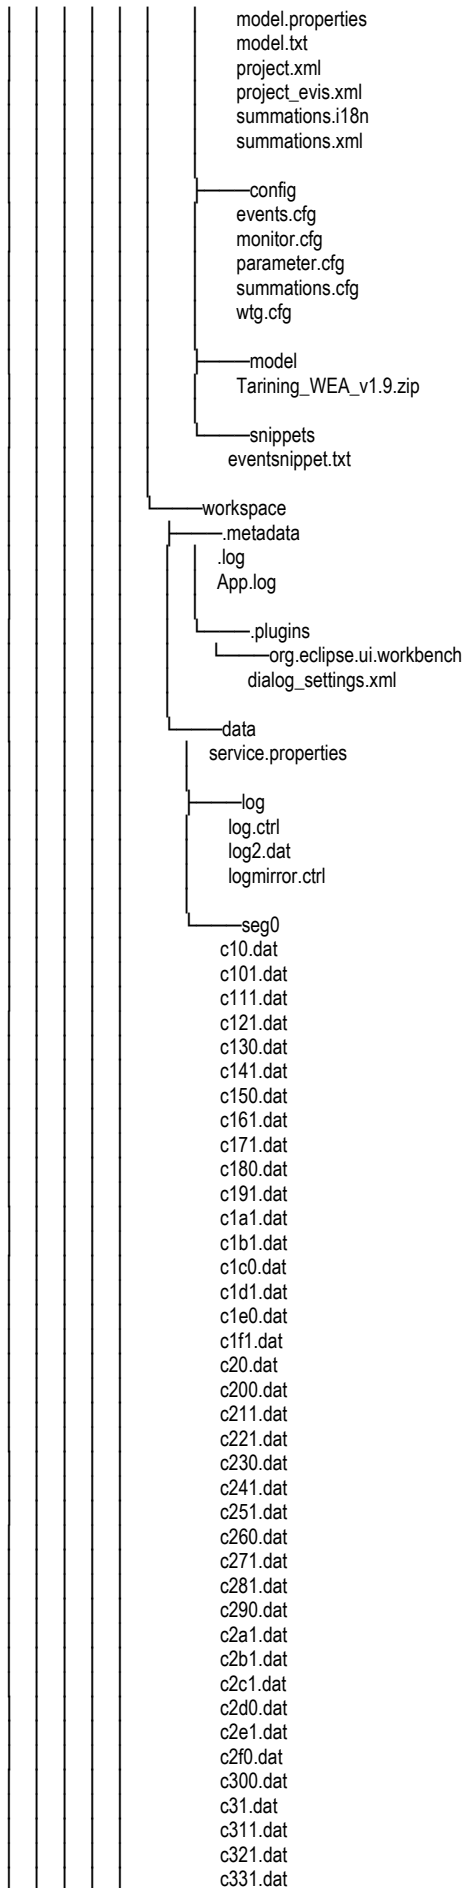 model.properties
model.txt
project.xml
project_evis.xml
summations.i18n
summations.xml
config
events.cfg
monitor.cfg
parameter.cfg
summations.cfg
wtg.cfg
model
Tarining_WEA_v1.9.zip
snippets
eventsnippet.txt
workspace
.metadata
.log
App.log
.plugins
org.eclipse.ui.workbench
dialog_settings.xml
data
service.properties
log
log.ctrl
log2.dat
logmirror.ctrl
seg0
c10.dat
c101.dat
c111.dat
c121.dat
c130.dat
c141.dat
c150.dat
c161.dat
c171.dat
c180.dat
c191.dat
c1a1.dat
c1b1.dat
c1c0.dat
c1d1.dat
c1e0.dat
c1f1.dat
c20.dat
c200.dat
c211.dat
c221.dat
c230.dat
c241.dat
c251.dat
c260.dat
c271.dat
c281.dat
c290.dat
c2a1.dat
c2b1.dat
c2c1.dat
c2d0.dat
c2e1.dat
c2f0.dat
c300.dat
c31.dat
c311.dat
c321.dat
c331.dat